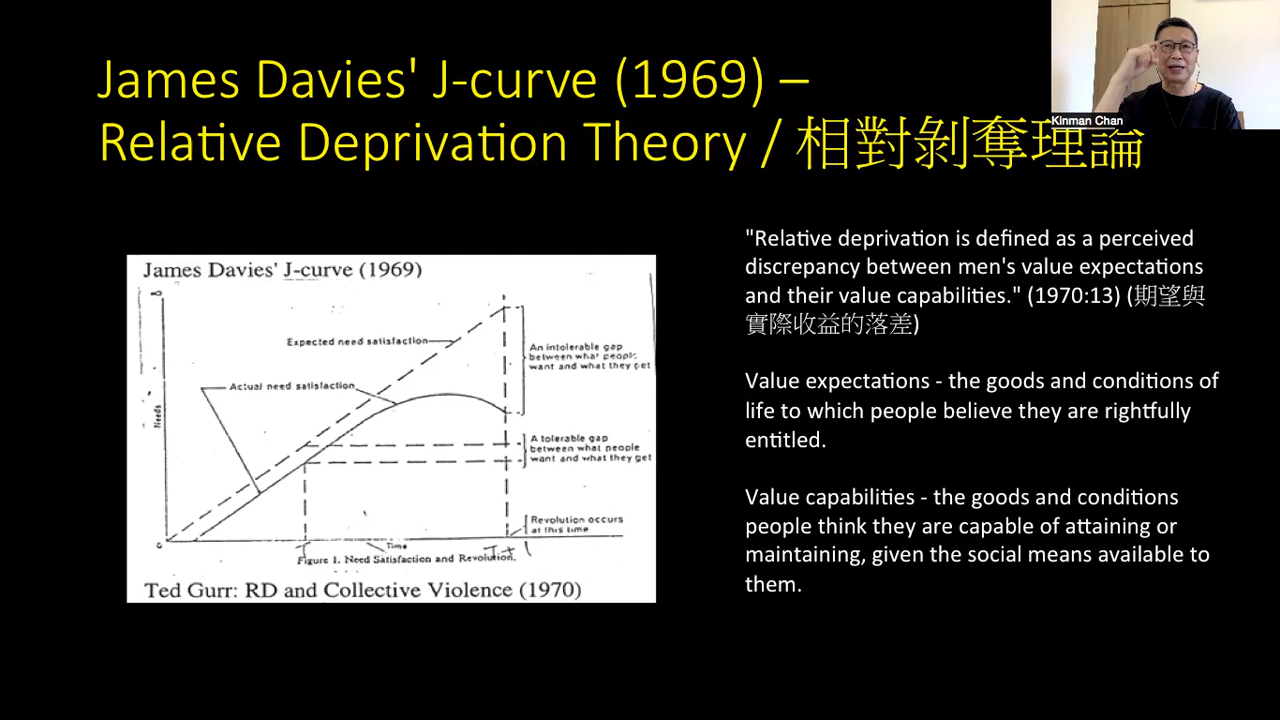 James Davies' J-curve (1969) –
Relative Deprivation Theory / 相對剝奪理論
Kinman Chan
"Relative deprivation is defined as a perceived
discrepancy between men's value expectations
and their value capabilities." (1970:13) (期望與
實際收益的落差)
Value expectations - the goods and conditions of
life to which people believe they are rightfully
entitled.
Value capabilities - the goods and conditions
people think they are capable of attaining or
maintaining, given the social means available to
them.
James Davies' J-curve (1969)
∞
Expected need satisfaction
An intolerable gap
between what people
want and what they get
Actual need satisfaction
Needs
A tolerable gap
between what people
want and what they get
Revolution occurs
at this time
0
Time
Figure 1. Need Satisfaction and Revolution.
Ted Gurr: RD and Collective Violence (1970)